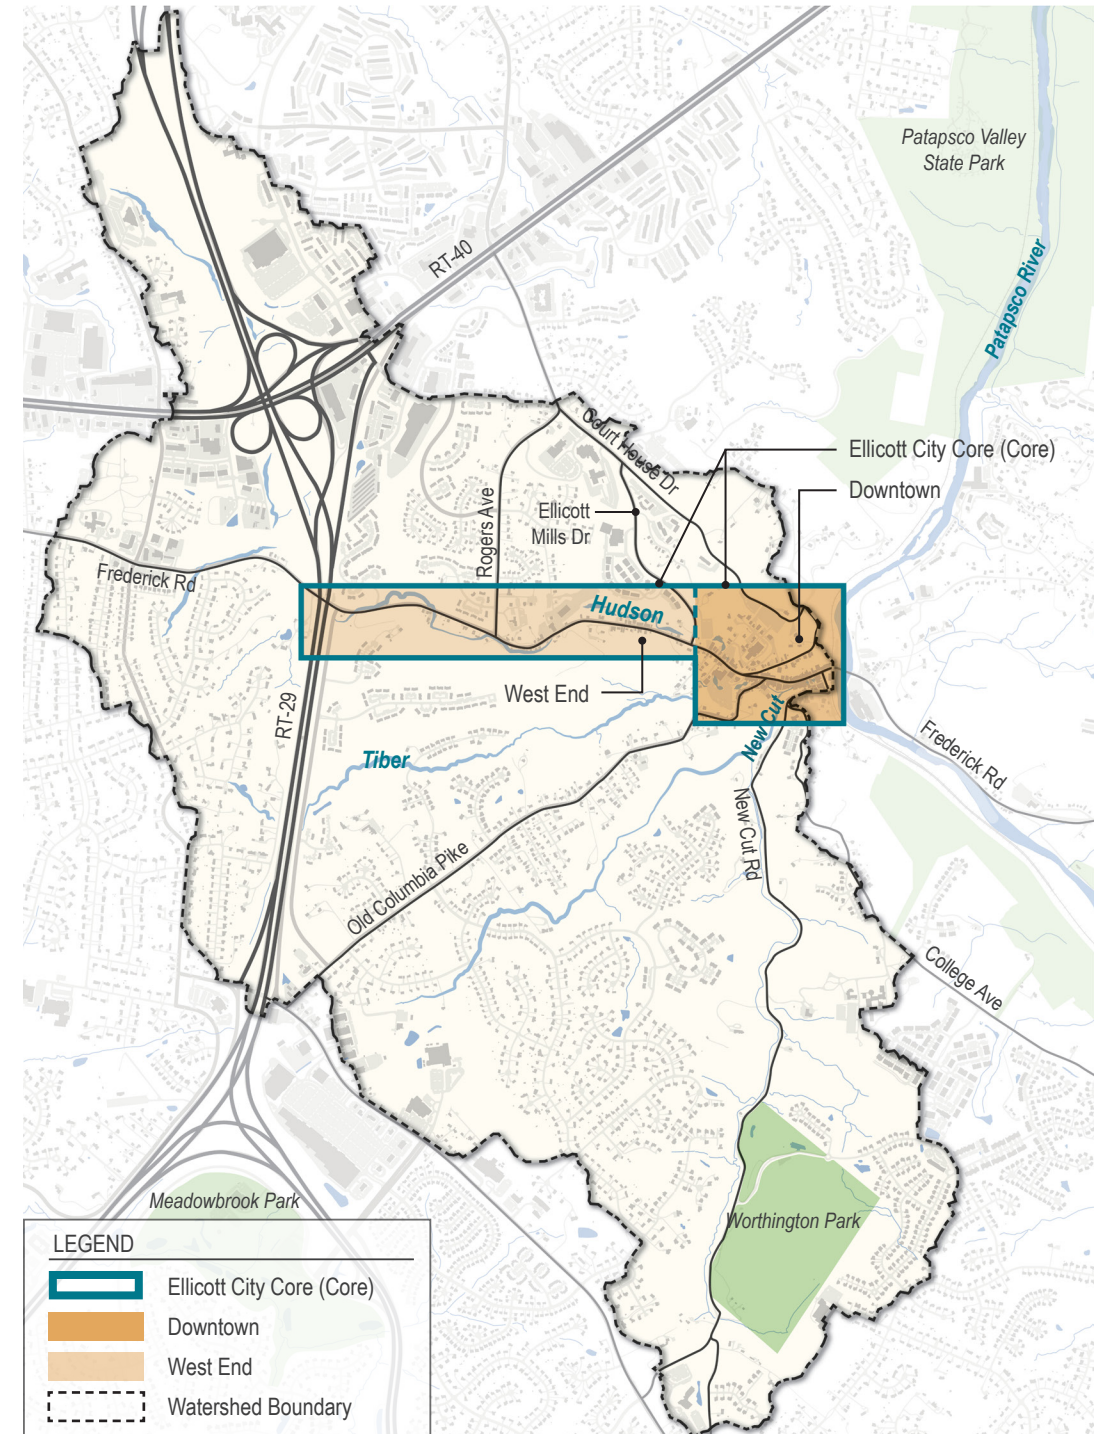 Patapsco Valley
State Park
Patapsco River
RT-40
Court House Dr
Ellicott City Core (Core)
Downtown
Rogers Ave
Ellicott
Mills Dr
Frederick Rd
Hudson
West End
RT-29
Tiber
New Cut
Frederick Rd
New Cut Rd
Old Columbia Pike
College Ave
Meadowbrook Park
Worthington Park
LEGEND
Ellicott City Core (Core)
Downtown
West End
Watershed Boundary